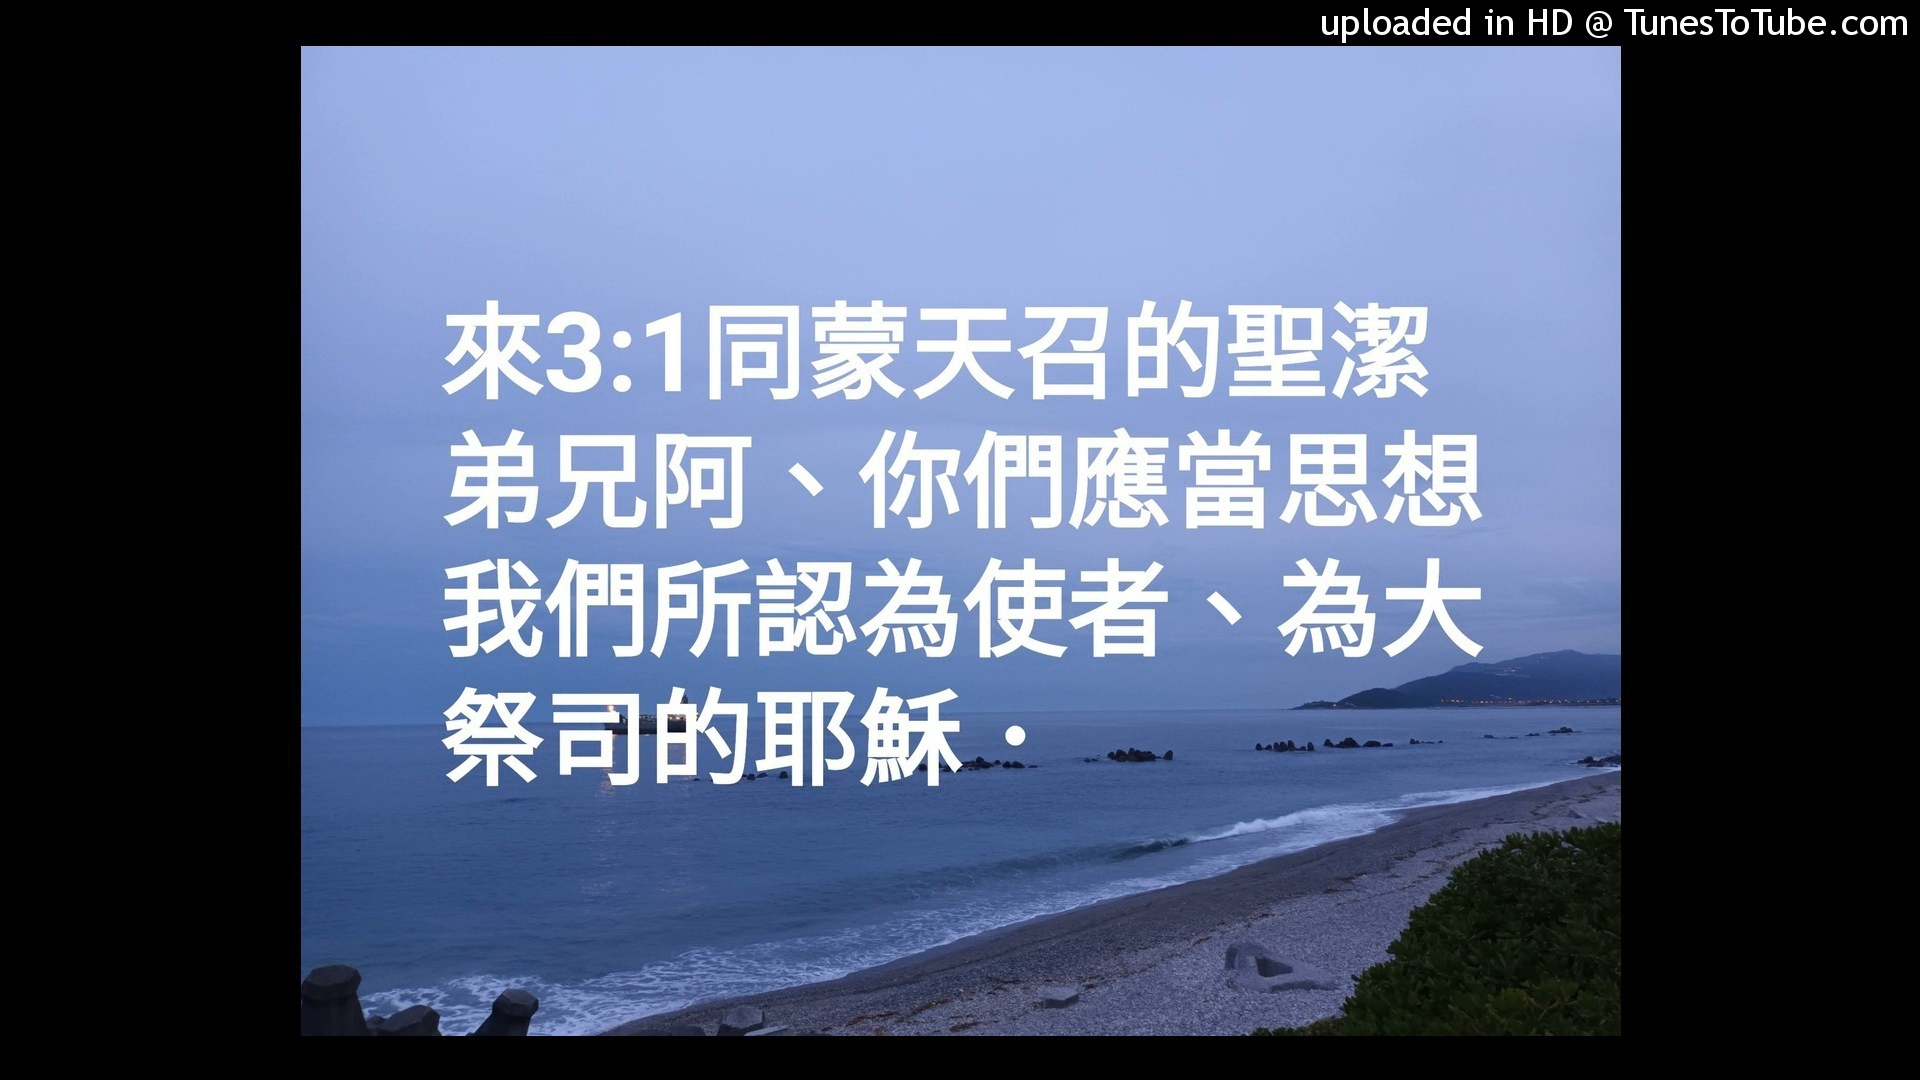 uploaded in HD @ TunesToTube.com
來3:1同蒙天召的聖潔
弟兄阿、你們應當思想
我們所認為使者、為大
祭司的耶穌．